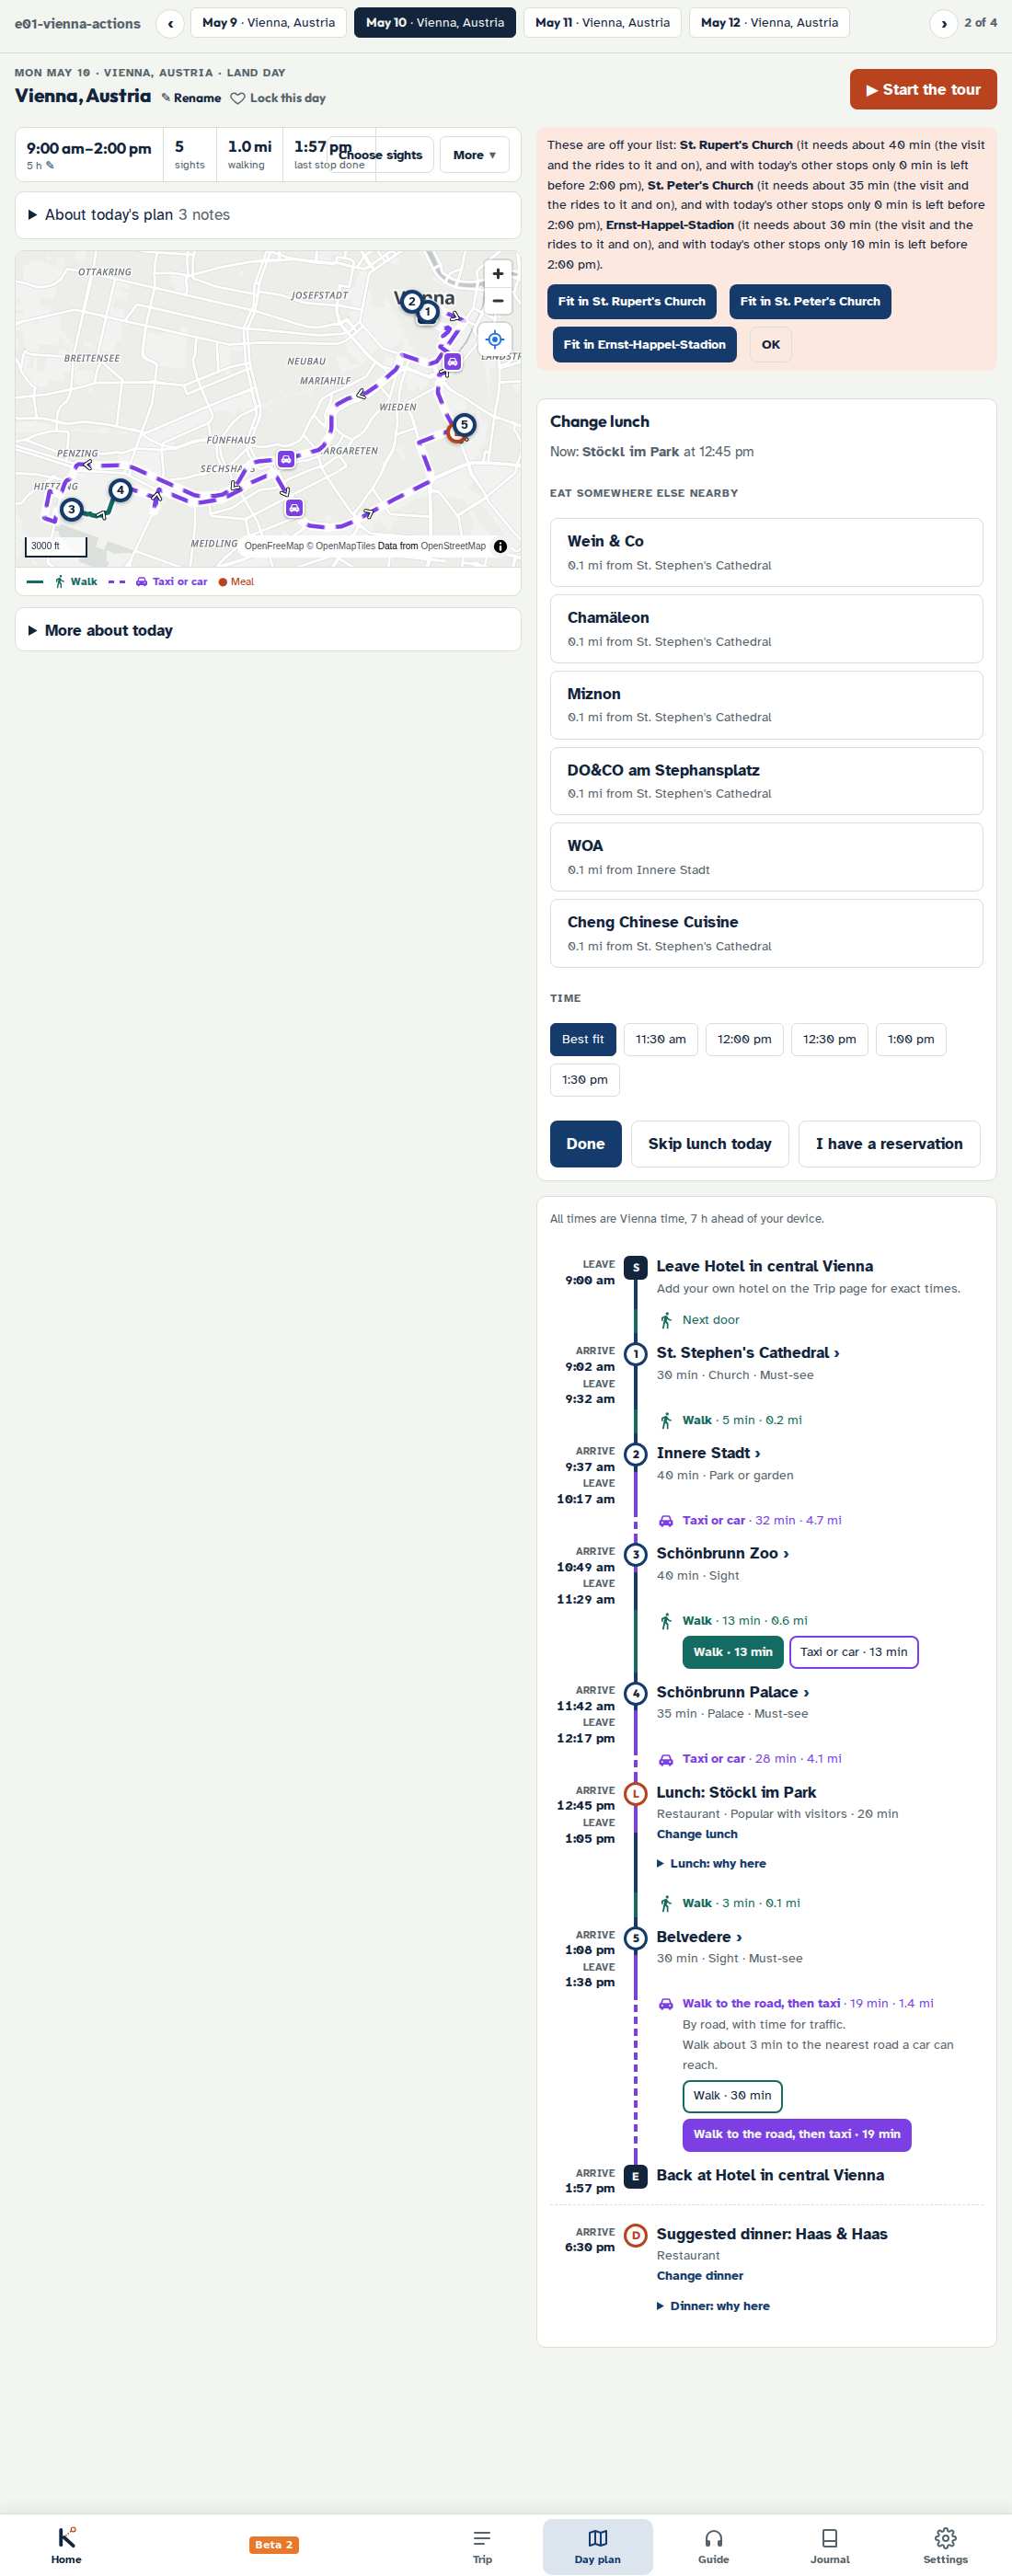 e01-vienna-actions
‹
May 9 · Vienna, Austria
May 10 · Vienna, Austria
May 11 · Vienna, Austria
May 12 · Vienna, Austria
›
2 of 4
MON MAY 10 · VIENNA, AUSTRIA · LAND DAY
Vienna, Austria ✎ Rename Lock this day
▶ Start the tour
9:00 am–2:00 pm
5 h ✎
5
sights
1.0 mi
walking
1:57 pm
last stop done
Choose sights
More ▾
▶ About today's plan 3 notes
OTTAKRING
JOSEFSTADT
BREITENSEE
NEUBAU
MARIAHILF
WIEDEN
FÜNFHAUS
PENZING
MEIDLING
2
1
5
4
3
+
−
3000 ft
OpenFreeMap © OpenMapTiles Data from OpenStreetMap
Walk
Taxi or car
Meal
▶ More about today
These are off your list: St. Rupert's Church (it needs about 40 min (the visit
and the rides to it and on), and with today's other stops only 0 min is left
before 2:00 pm), St. Peter's Church (it needs about 35 min (the visit and
the rides to it and on), and with today's other stops only 0 min is left before
2:00 pm), Ernst-Happel-Stadion (it needs about 30 min (the visit and the
rides to it and on), and with today's other stops only 10 min is left before
2:00 pm).
Fit in St. Rupert's Church
Fit in St. Peter's Church
Fit in Ernst-Happel-Stadion
OK
Change lunch
Now: Stöckl im Park at 12:45 pm
EAT SOMEWHERE ELSE NEARBY
Wein & Co
0.1 mi from St. Stephen's Cathedral
Chamäleon
0.1 mi from St. Stephen's Cathedral
Miznon
0.1 mi from St. Stephen's Cathedral
DO&CO am Stephansplatz
0.1 mi from St. Stephen's Cathedral
WOA
0.1 mi from Innere Stadt
Cheng Chinese Cuisine
0.1 mi from St. Stephen's Cathedral
TIME
Best fit
11:30 am
12:00 pm
12:30 pm
1:00 pm
1:30 pm
Done
Skip lunch today
I have a reservation
All times are Vienna time, 7 h ahead of your device.
LEAVE
9:00 am
S
Leave Hotel in central Vienna
Add your own hotel on the Trip page for exact times.
Next door
ARRIVE
9:02 am
LEAVE
9:32 am
1
St. Stephen's Cathedral ›
30 min · Church · Must-see
Walk · 5 min · 0.2 mi
ARRIVE
9:37 am
LEAVE
10:17 am
2
Innere Stadt ›
40 min · Park or garden
Taxi or car · 32 min · 4.7 mi
ARRIVE
10:49 am
LEAVE
11:29 am
3
Schönbrunn Zoo ›
40 min · Sight
Walk · 13 min · 0.6 mi
Walk · 13 min
Taxi or car · 13 min
ARRIVE
11:42 am
LEAVE
12:17 pm
4
Schönbrunn Palace ›
35 min · Palace · Must-see
Taxi or car · 28 min · 4.1 mi
ARRIVE
12:45 pm
LEAVE
1:05 pm
L
Lunch: Stöckl im Park
Restaurant · Popular with visitors · 20 min
Change lunch
▶ Lunch: why here
Walk · 3 min · 0.1 mi
ARRIVE
1:08 pm
LEAVE
1:38 pm
5
Belvedere ›
30 min · Sight · Must-see
Walk to the road, then taxi · 19 min · 1.4 mi
By road, with time for traffic.
Walk about 3 min to the nearest road a car can
reach.
Walk · 30 min
Walk to the road, then taxi · 19 min
ARRIVE
1:57 pm
E
Back at Hotel in central Vienna
ARRIVE
6:30 pm
D
Suggested dinner: Haas & Haas
Restaurant
Change dinner
▶ Dinner: why here
Home
Beta 2
Trip
Day plan
Guide
Journal
Settings